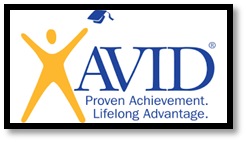 AVID®
Proven Achievement.
Lifelong Advantage.